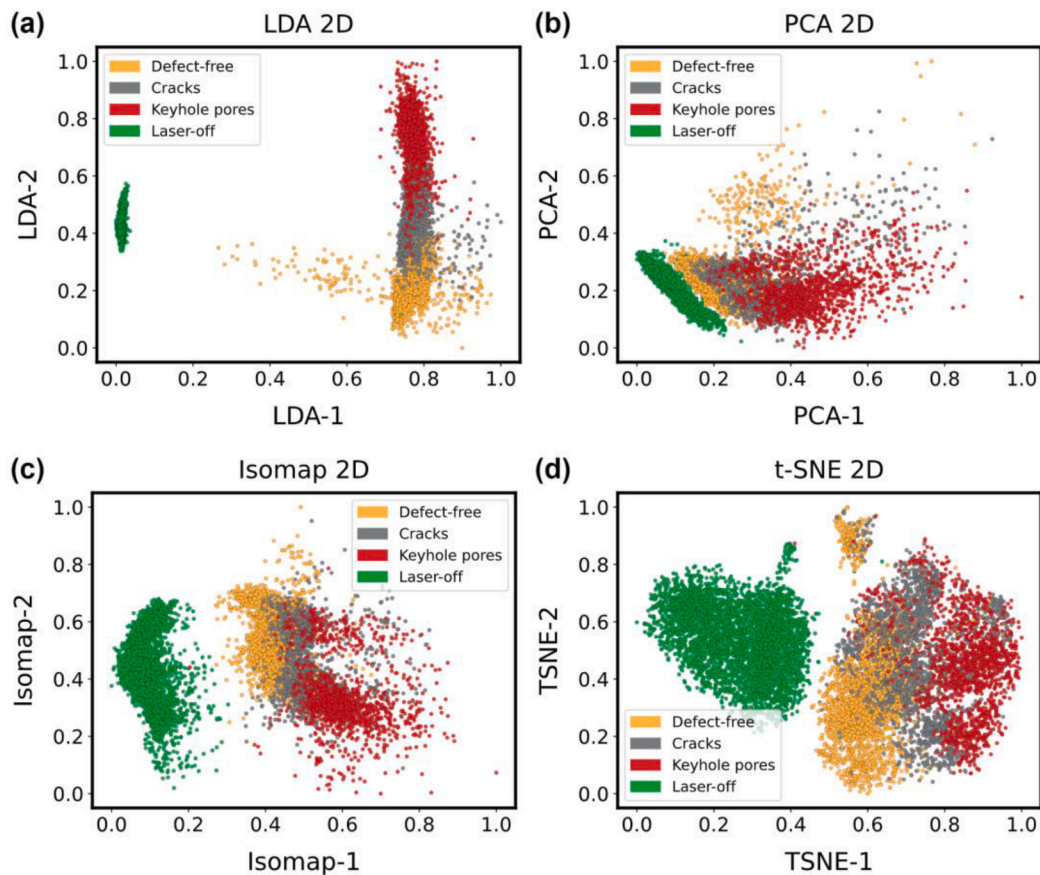 (a)
LDA 2D
Defect-free
Cracks
Keyhole pores
Laser-off
1.0
0.8
0.6
0.4
0.2
0.0
LDA-2
0.0 0.2 0.4 0.6 0.8 1.0
LDA-1
(b)
PCA 2D
Defect-free
Cracks
Keyhole pores
Laser-off
1.0
0.8
0.6
0.4
0.2
0.0
PCA-2
0.0 0.2 0.4 0.6 0.8 1.0
PCA-1
(c)
Isomap 2D
Defect-free
Cracks
Keyhole pores
Laser-off
1.0
0.8
0.6
0.4
0.2
0.0
Isomap-2
0.0 0.2 0.4 0.6 0.8 1.0
Isomap-1
(d)
t-SNE 2D
1.0
0.8
0.6
0.4
0.2
0.0
TSNE-2
Defect-free
Cracks
Keyhole pores
Laser-off
0.0 0.2 0.4 0.6 0.8 1.0
TSNE-1